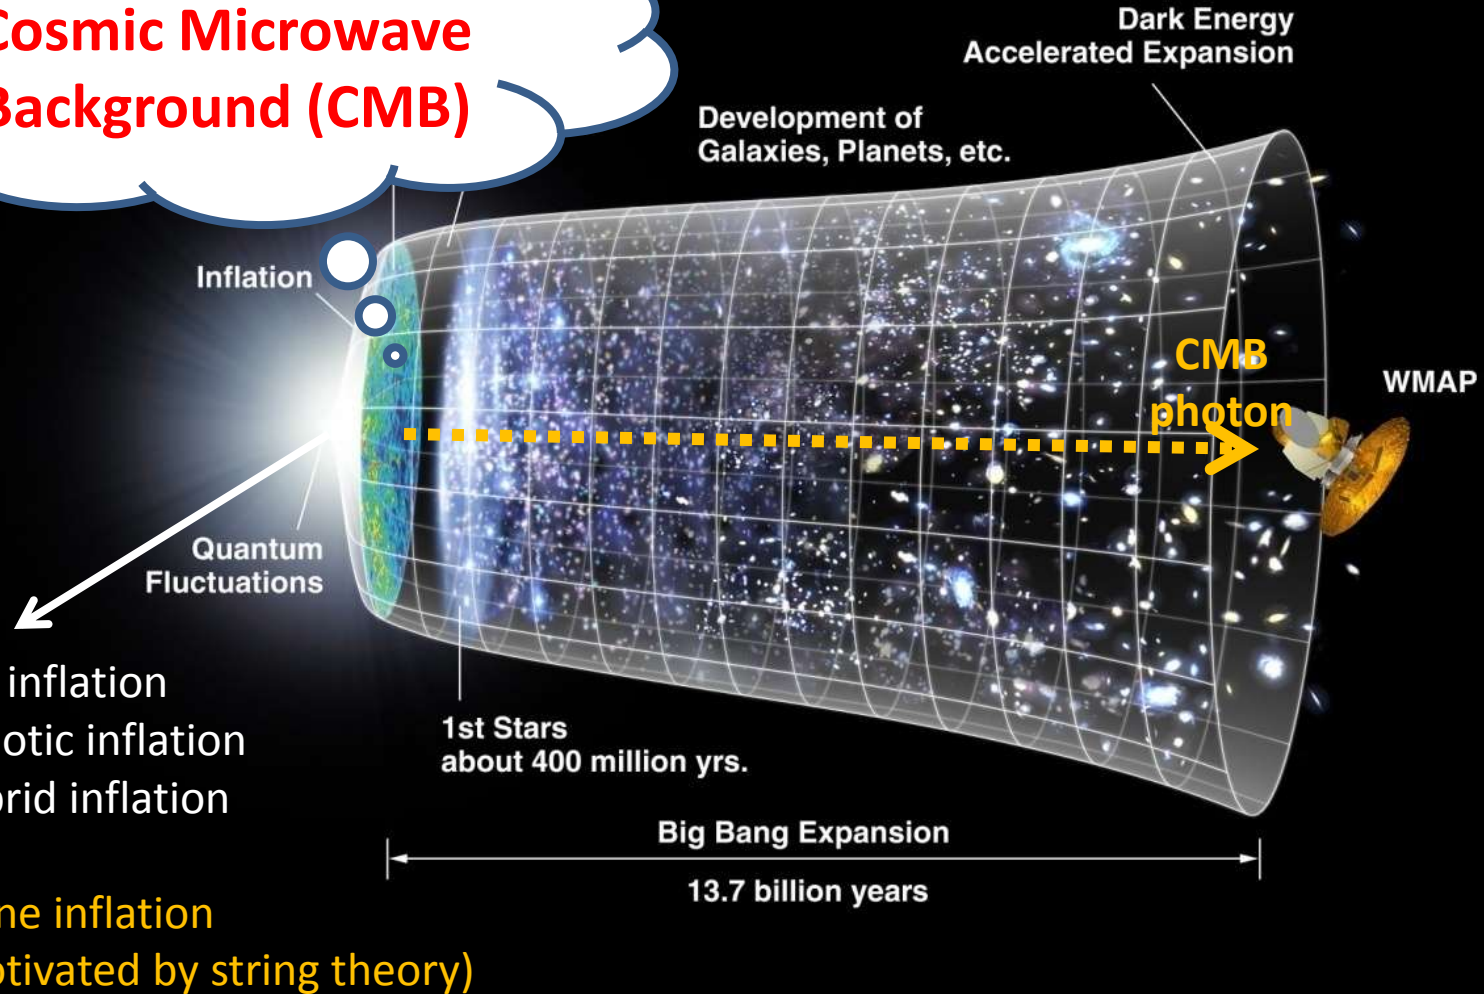 Cosmic Microwave
Background (CMB)
Dark Energy
Accelerated Expansion
Development of
Galaxies, Planets, etc.
Inflation
CMB
photon
WMAP
Quantum
Fluctuations
inflation
otic inflation
rid inflation
1st Stars
about 400 million yrs.
Big Bang Expansion
13.7 billion years
ne inflation
otivated by string theory)